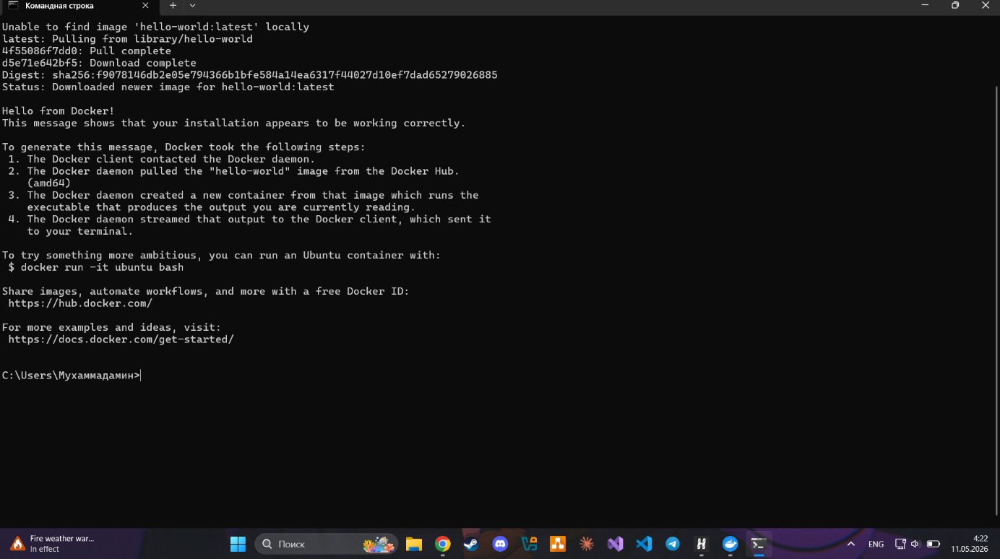 Командная строка
Unable to find image 'hello-world:latest' locally
latest: Pulling from library/hello-world
4f55086f7dd0: Pull complete
d5e71e642bf5: Download complete
Digest: sha256:f9078146db2e05e794366b1bfe584a14ea6317f44027d10ef7dad65279026885
Status: Downloaded newer image for hello-world:latest

Hello from Docker!
This message shows that your installation appears to be working correctly.

To generate this message, Docker took the following steps:
 1. The Docker client contacted the Docker daemon.
 2. The Docker daemon pulled the "hello-world" image from the Docker Hub.
    (amd64)
 3. The Docker daemon created a new container from that image which runs the
    executable that produces the output you are currently reading.
 4. The Docker daemon streamed that output to the Docker client, which sent it
    to your terminal.

To try something more ambitious, you can run an Ubuntu container with:
 $ docker run -it ubuntu bash

Share images, automate workflows, and more with a free Docker ID:
 https://hub.docker.com/

For more examples and ideas, visit:
 https://docs.docker.com/get-started/

C:\Users\Мухаммадамин>
Fire weather war...
In effect
Поиск
ENG
4:22
11.05.2026